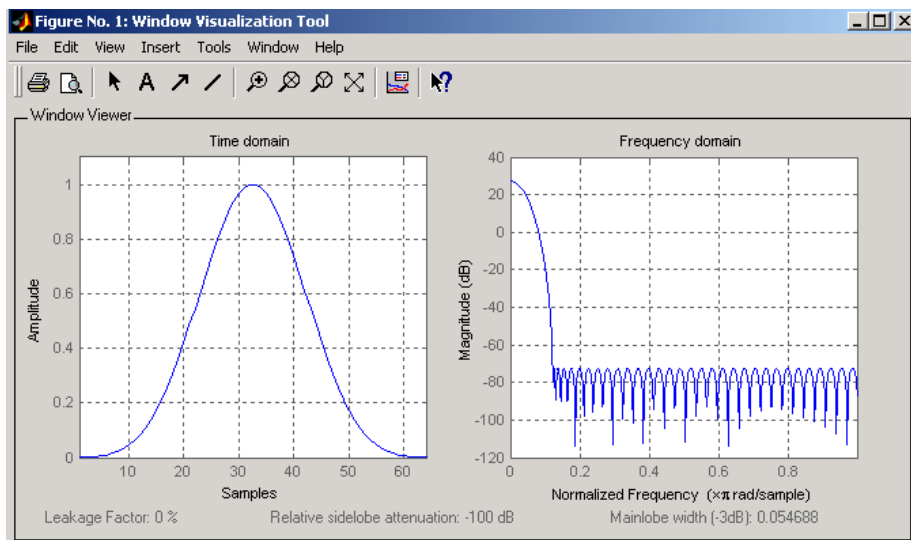 Figure No. 1: Window Visualization Tool
File Edit View Insert Tools Window Help
A
Window Viewer
Time domain
Frequency domain
1
0.8
0.6
0.4
0.2
0
Amplitude
10 20 30 40 50 60
Samples
40
20
0
-20
-40
-60
-80
-100
-120
Magnitude (dB)
0 0.2 0.4 0.6 0.8
Normalized Frequency (×π rad/sample)
Leakage Factor: 0 % Relative sidelobe attenuation: -100 dB Mainlobe width (-3dB): 0.054688